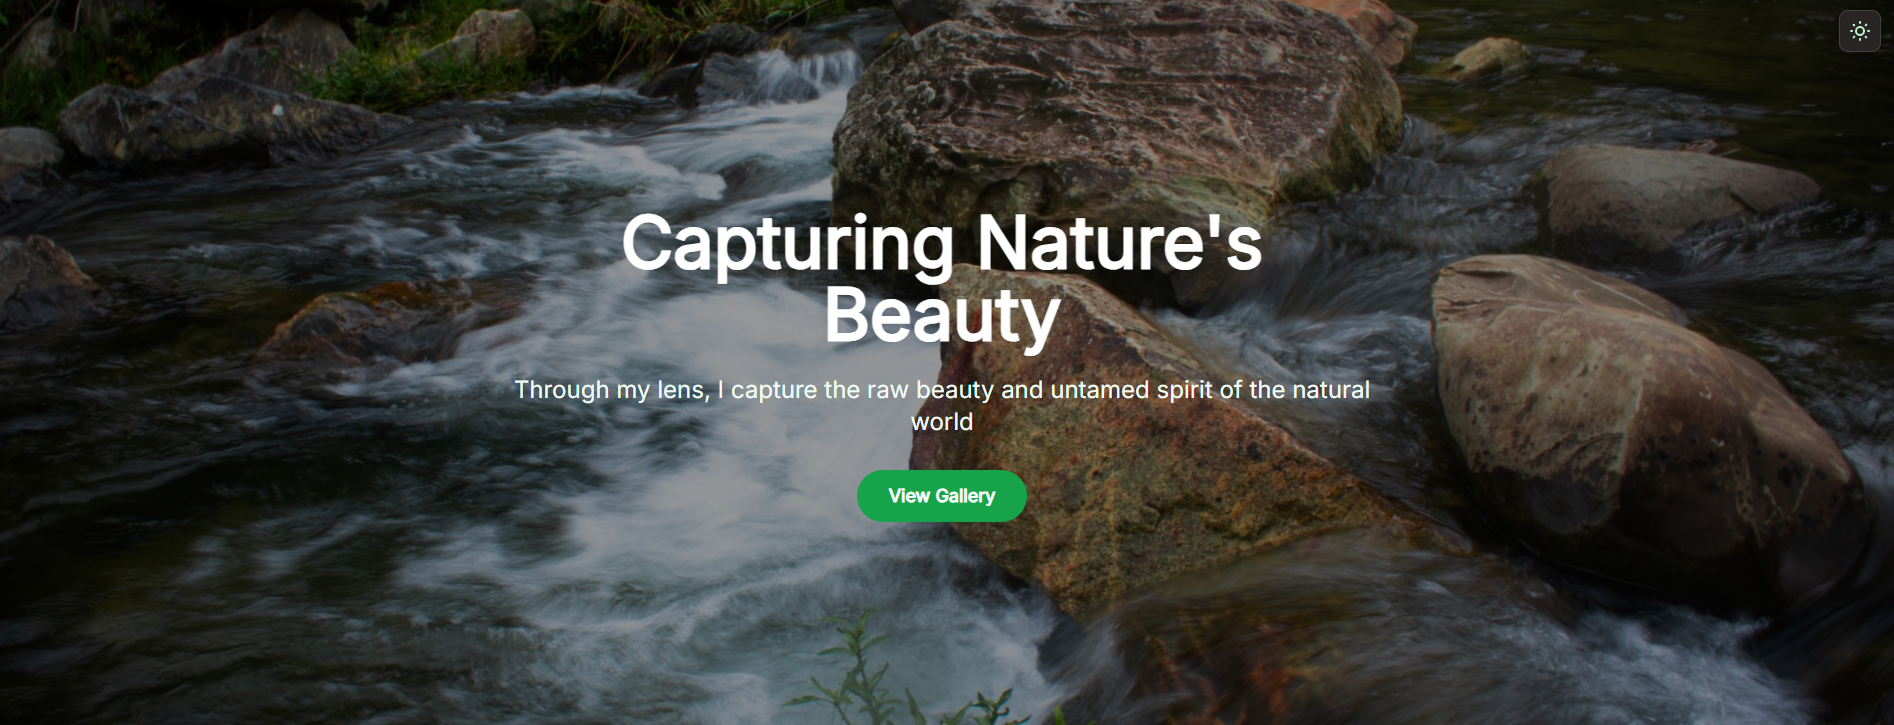 Capturing Nature's
Beauty
Through my lens, I capture the raw beauty and untamed spirit of the natural
world
View Gallery